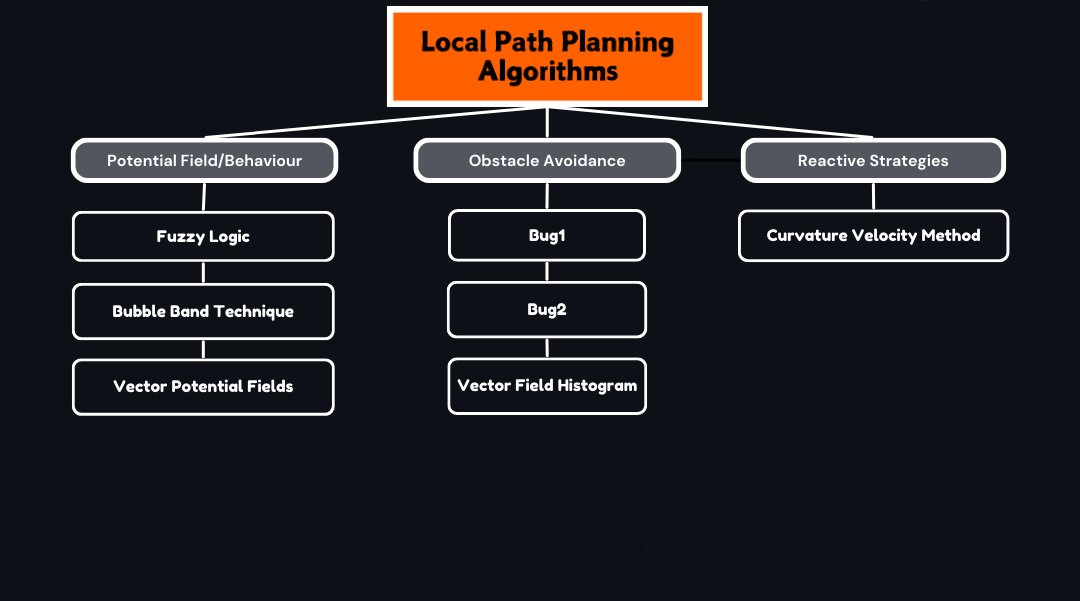 Local Path Planning
Algorithms
Potential Field/Behaviour
Obstacle Avoidance
Reactive Strategies
Fuzzy Logic
Bug1
Curvature Velocity Method
Bubble Band Technique
Bug2
Vector Potential Fields
Vector Field Histogram